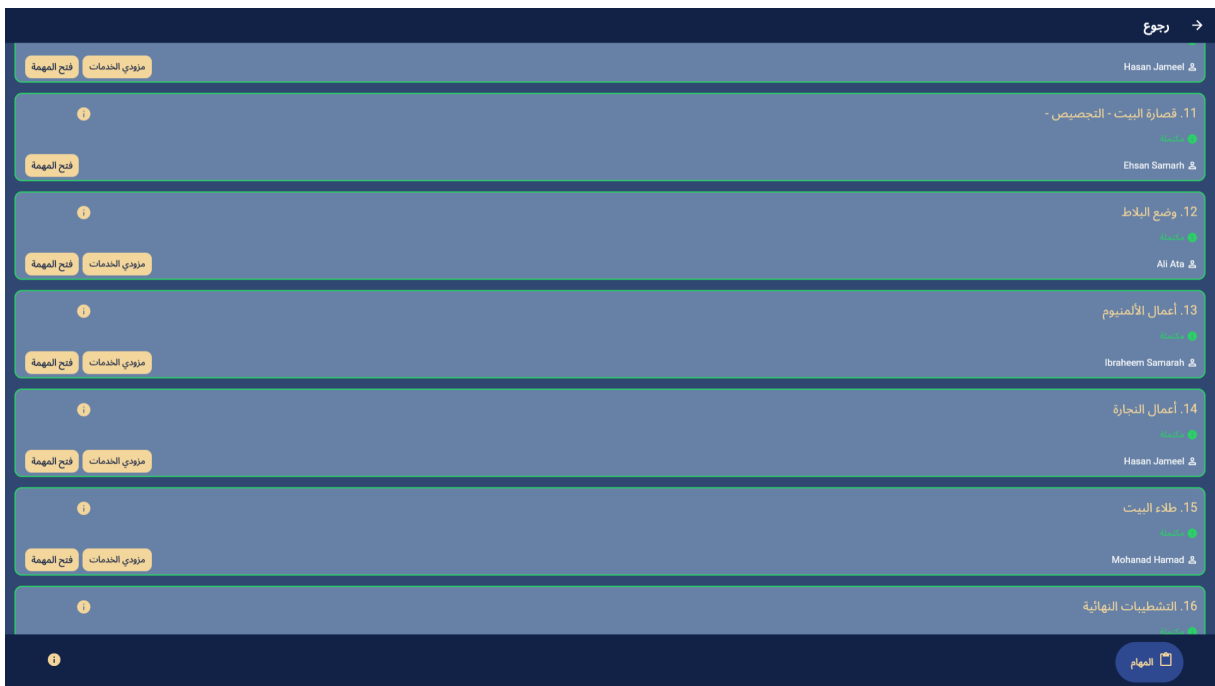 رجوع
Hasan Jameel
مزودي الخدمات
فتح المهمة
11. قصارة البيت - التجصيص -
مكتملة
Ehsan Samarh
فتح المهمة
12. وضع البلاط
مكتملة
Ali Ata
مزودي الخدمات
فتح المهمة
13. أعمال الألمنيوم
مكتملة
Ibraheem Samarah
مزودي الخدمات
فتح المهمة
14. أعمال النجارة
مكتملة
Hasan Jameel
مزودي الخدمات
فتح المهمة
15. طلاء البيت
مكتملة
Mohanad Hamad
مزودي الخدمات
فتح المهمة
16. التشطيبات النهائية
مكتملة
المهام